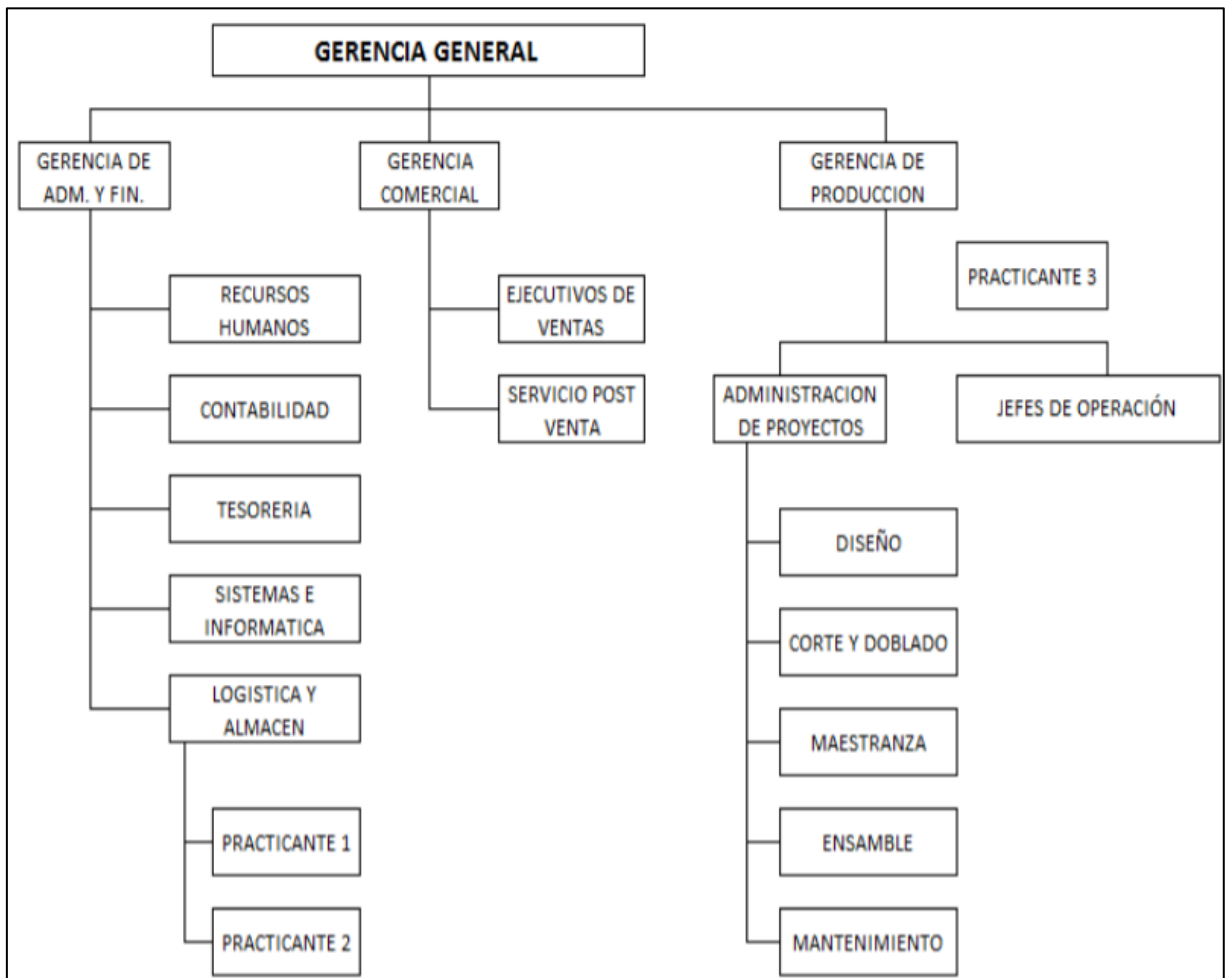 GERENCIA GENERAL
GERENCIA DE
ADM. Y FIN.
GERENCIA
COMERCIAL
GERENCIA DE
PRODUCCION
RECURSOS
HUMANOS
CONTABILIDAD
TESORERIA
SISTEMAS E
INFORMATICA
LOGISTICA Y
ALMACEN
PRACTICANTE 1
PRACTICANTE 2
EJECUTIVOS DE
VENTAS
SERVICIO POST
VENTA
PRACTICANTE 3
ADMINISTRACION
DE PROYECTOS
JEFES DE OPERACIÓN
DISEÑO
CORTE Y DOBLADO
MAESTRANZA
ENSAMBLE
MANTENIMIENTO